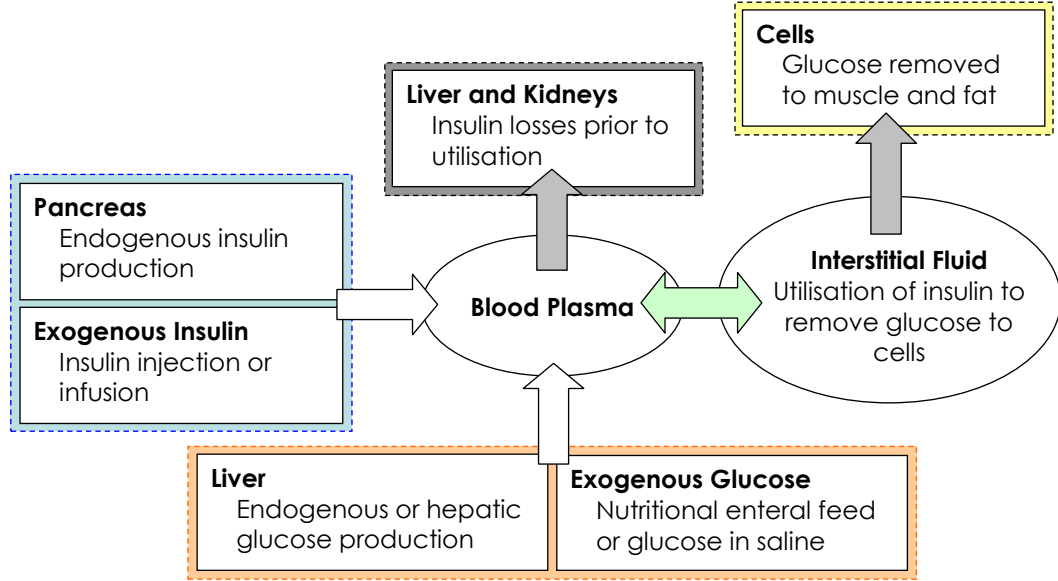 Cells
Glucose removed
to muscle and fat
Liver and Kidneys
Insulin losses prior to
utilisation
Pancreas
Endogenous insulin
production
Exogenous Insulin
Insulin injection or
infusion
Blood Plasma
Interstitial Fluid
Utilisation of insulin to
remove glucose to
cells
Liver
Endogenous or hepatic
glucose production
Exogenous Glucose
Nutritional enteral feed
or glucose in saline